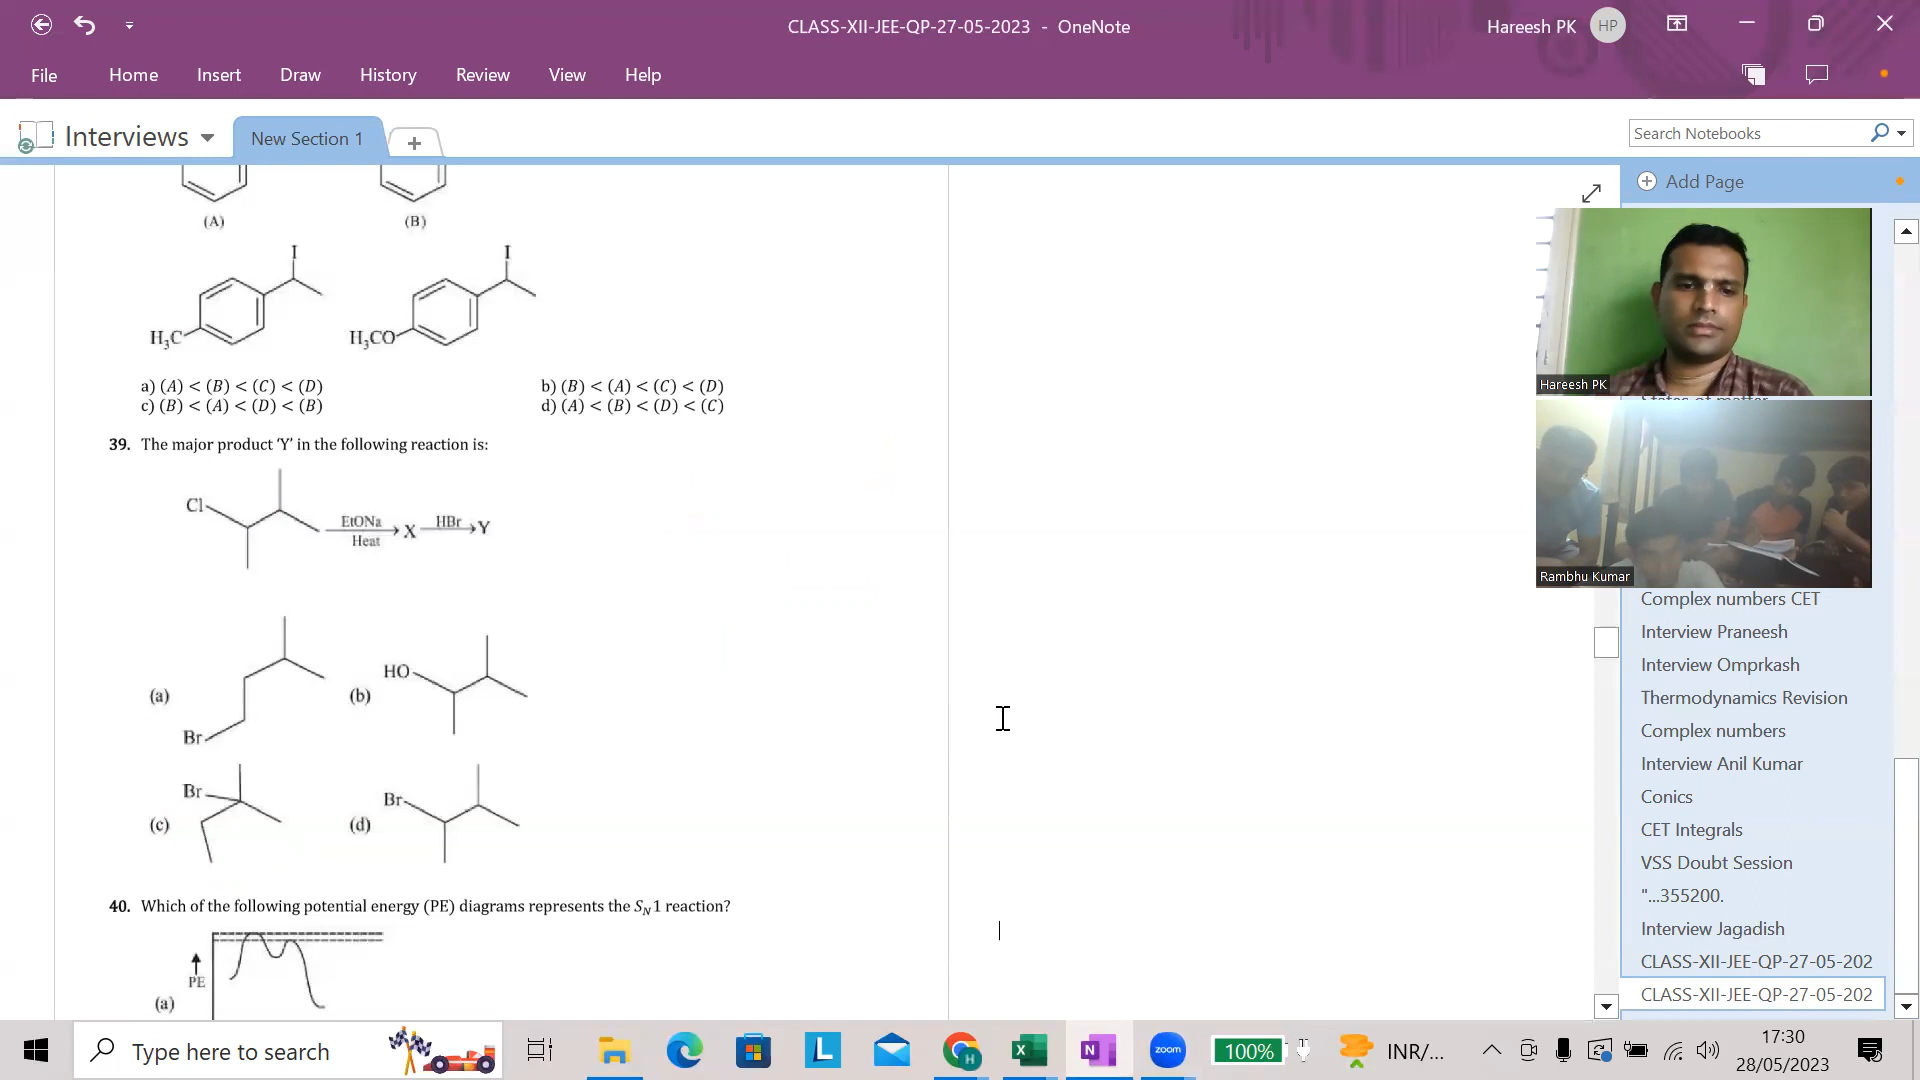 CLASS-XII-JEE-QP-27-05-2023 - OneNote
Hareesh PK
HP
File
Home
Insert
Draw
History
Review
View
Help
Interviews
New Section 1
+
Search Notebooks
Add Page
(A)
(B)
I
I
H₃C
H₃CO
a) (A) < (B) < (C) < (D)
b) (B) < (A) < (C) < (D)
c) (B) < (A) < (D) < (B)
d) (A) < (B) < (D) < (C)
39. The major product ‘Y’ in the following reaction is:
Cl
EtONa
Heat
X
HBr
Y
(a)
Br
(b)
HO
(c)
Br
(d)
Br
40. Which of the following potential energy (PE) diagrams represents the S_N 1 reaction?
PE
(a)
Hareesh PK
Rambhu Kumar
States of matter
Complex numbers CET
Interview Praneesh
Interview Omprkash
Thermodynamics Revision
Complex numbers
Interview Anil Kumar
Conics
CET Integrals
VSS Doubt Session
"...355200.
Interview Jagadish
CLASS-XII-JEE-QP-27-05-202
CLASS-XII-JEE-QP-27-05-202
Type here to search
L
zoom
100%
INR/...
17:30
28/05/2023